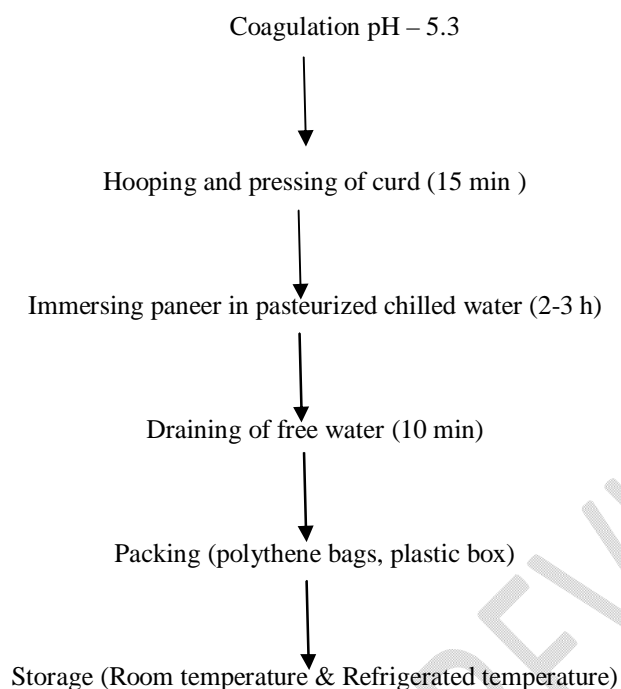 Coagulation pH – 5.3
Hooping and pressing of curd (15 min )
Immersing paneer in pasteurized chilled water (2-3 h)
Draining of free water (10 min)
Packing (polythene bags, plastic box)
Storage (Room temperature & Refrigerated temperature)